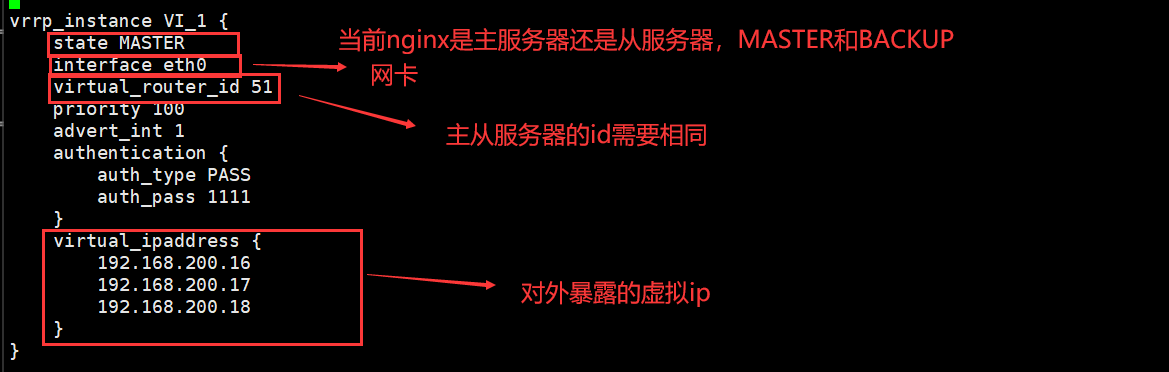 vrrp_instance VI_1 {
state MASTER
当前nginx是主服务器还是从服务器，MASTER和BACKUP
interface eth0
网卡
virtual_router_id 51
priority 100
advert_int 1
主从服务器的id需要相同
authentication {
auth_type PASS
auth_pass 1111
}
virtual_ipaddress {
192.168.200.16
192.168.200.17
对外暴露的虚拟ip
192.168.200.18
}
}